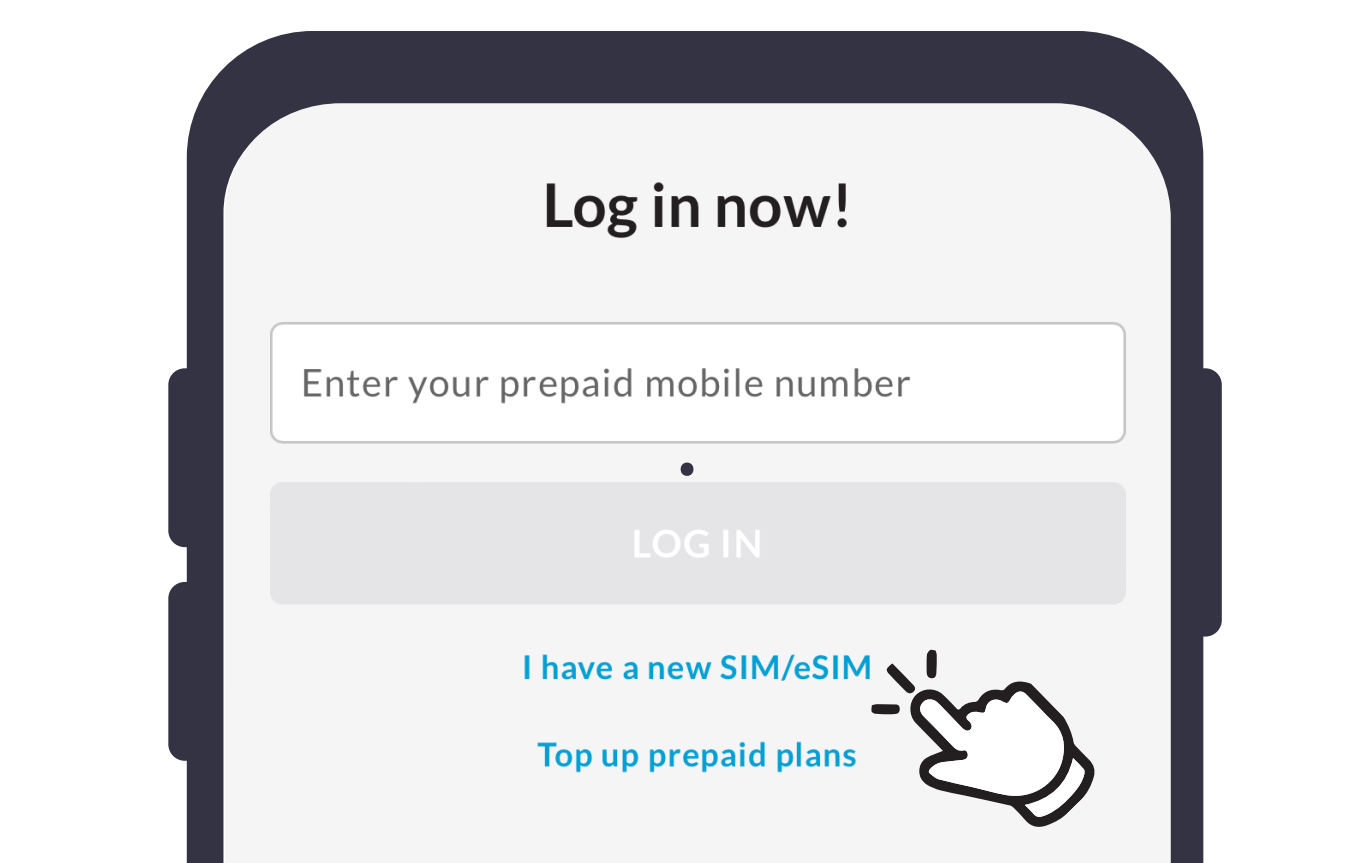 Log in now!
Enter your prepaid mobile number
LOG IN
I have a new SIM/eSIM
Top up prepaid plans